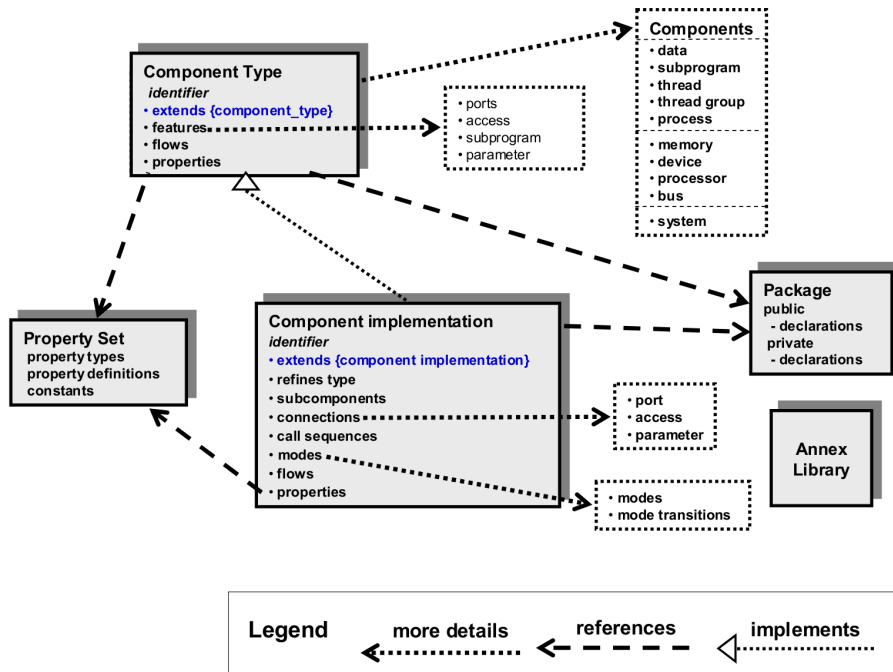 Component Type
identifier
• extends {component_type}
• features
• flows
• properties
• ports
• access
• subprogram
• parameter
Components
• data
• subprogram
• thread
• thread group
• process
• memory
• device
• processor
• bus
• system
Property Set
property types
property definitions
constants
Component implementation
identifier
• extends {component implementation}
• refines type
• subcomponents
• connections
• call sequences
• modes
• flows
• properties
Package
public
- declarations
private
- declarations
• port
• access
• parameter
• modes
• mode transitions
Annex
Library
Legend
more details
references
implements